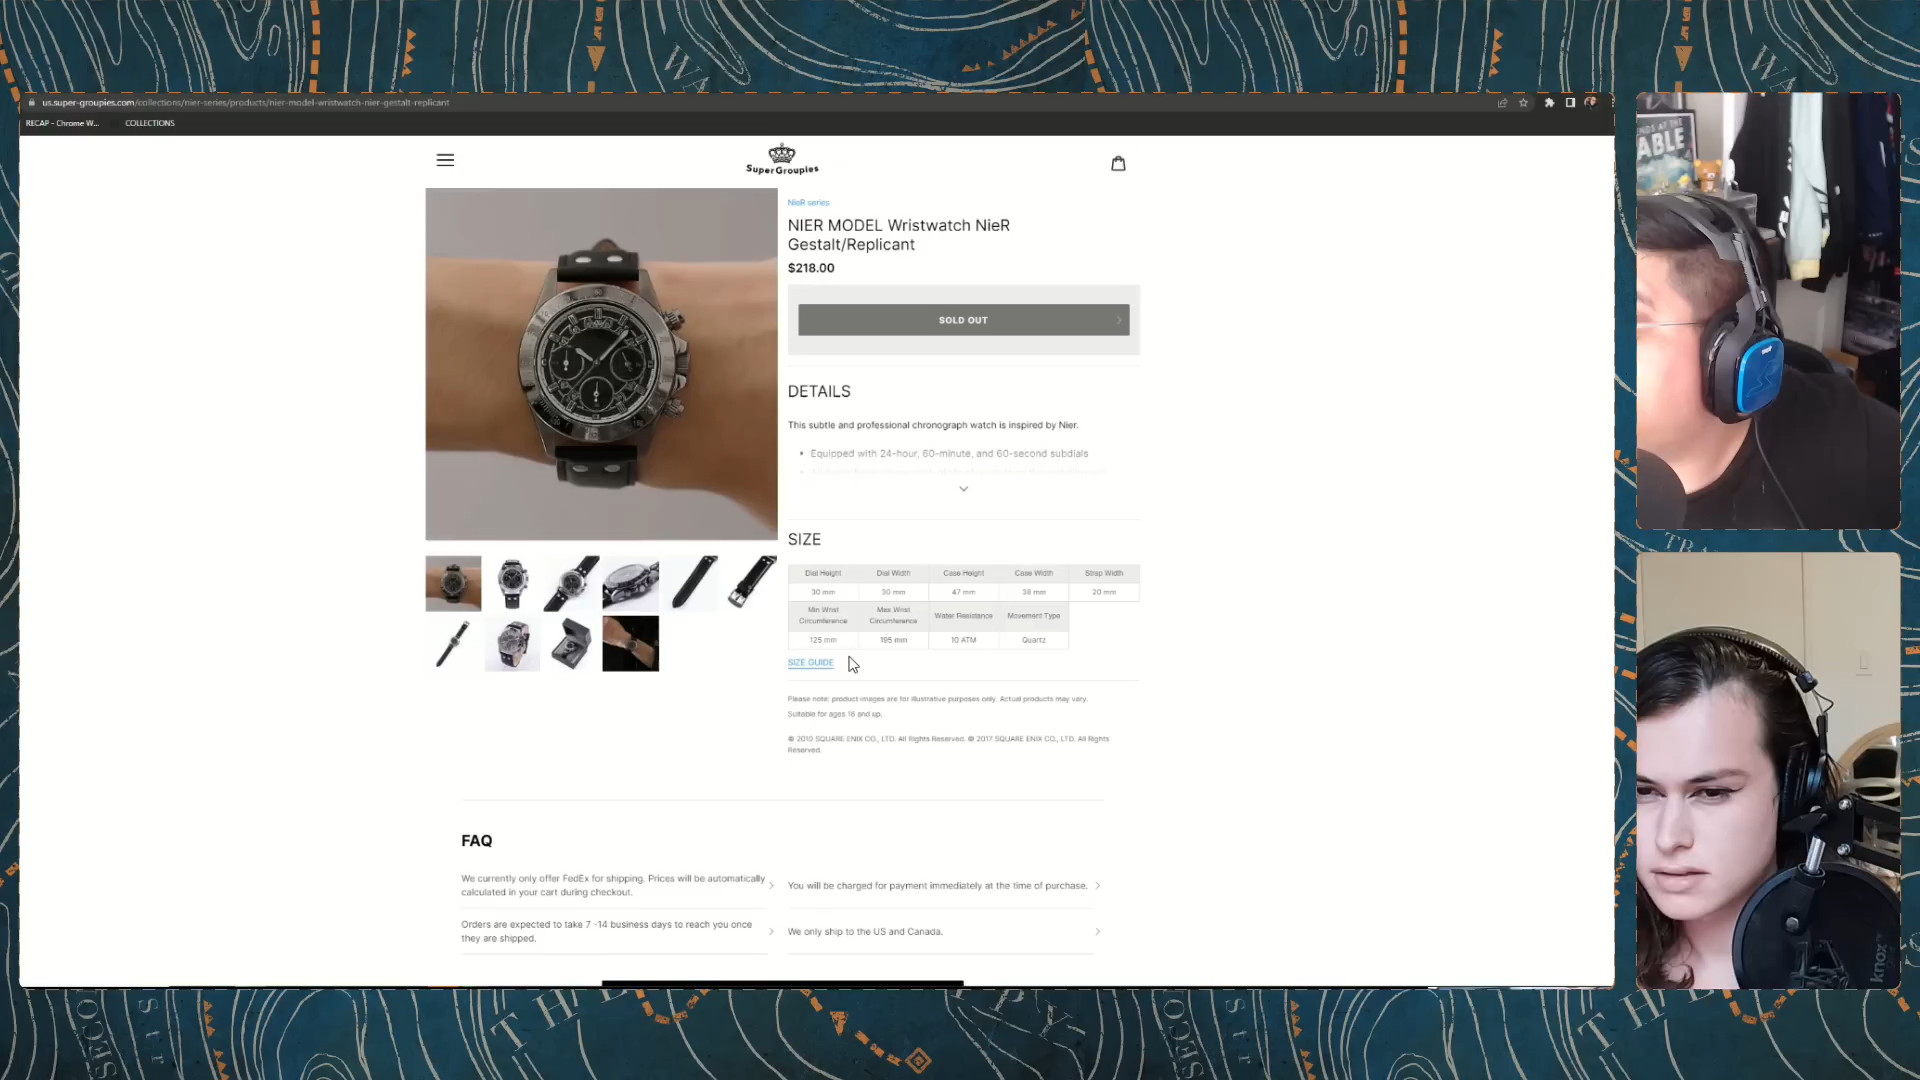 us.super-groupies.com/collections/nier-series/products/nier-model-wristwatch-nier-gestalt-replicant
RECAP - Chrome W...
COLLECTIONS
SuperGroupies
NieR series
NIER MODEL Wristwatch NieR
Gestalt/Replicant
$218.00
SOLD OUT
DETAILS
This subtle and professional chronograph watch is inspired by Nier.
• Equipped with 24-hour, 60-minute, and 60-second subdials
SIZE
Dial Height Dial Width Case Height Case Width Strap Width
30 mm 30 mm 47 mm 38 mm 20 mm
Min Wrist Circumference Max Wrist Circumference Water Resistance Movement Type
125 mm 195 mm 10 ATM Quartz
SIZE GUIDE
Please note: product images are for illustrative purposes only. Actual products may vary.
Suitable for ages 16 and up.
© 2010 SQUARE ENIX CO., LTD. All Rights Reserved. © 2017 SQUARE ENIX CO., LTD. All Rights
Reserved.
FAQ
We currently only offer FedEx for shipping. Prices will be automatically
calculated in your cart during checkout.
You will be charged for payment immediately at the time of purchase.
Orders are expected to take 7 -14 business days to reach you once
they are shipped.
We only ship to the US and Canada.
knox